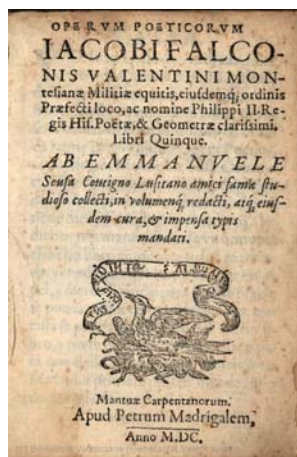 OPERVM POETICORVM
IACOBI FALCO-
NIS VALENTINI MON-
tesianæ Militiæ equitis, eiusdemq; ordinis
Præfecti loco, ac nomine Philippi II. Re-
gis His. Poëtæ, & Geometræ clarissimi,
Libri Quinque.
AB EMMANVELE
Sousa Coutigno Lusitano amici famæ stu-
dioso collecti, in volumenq; redacti, atq; eius-
dem cura, & impensa typis
mandati.
Mantuæ Carpentanorum.
Apud Petrum Madrigalem,
Anno M.DC.